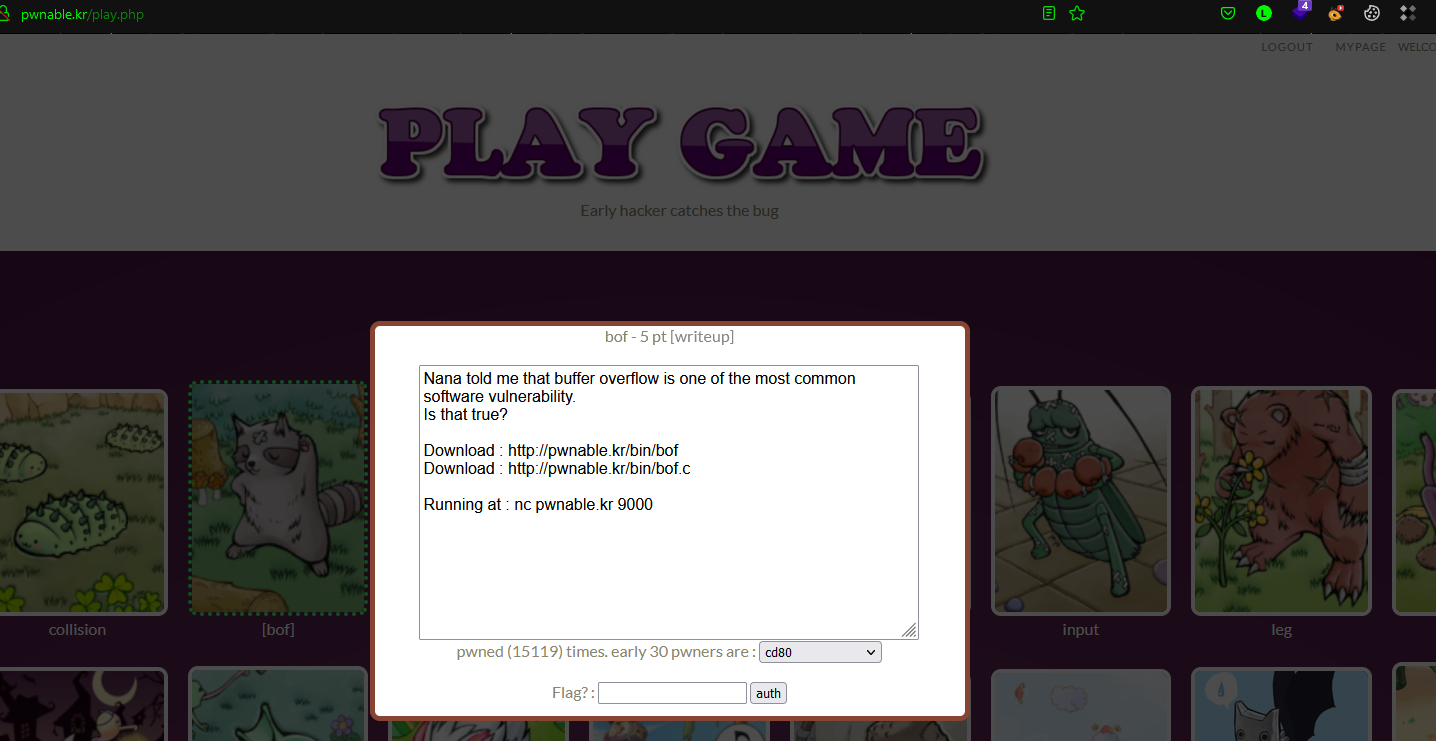 pwnable.kr/play.php
4
L
LOGOUT MYPAGE WELCO
PLAY GAME
Early hacker catches the bug
bof - 5 pt [writeup]
Nana told me that buffer overflow is one of the most common
software vulnerability.
Is that true?
Download : http://pwnable.kr/bin/bof
Download : http://pwnable.kr/bin/bof.c
Running at : nc pwnable.kr 9000
pwned (15119) times. early 30 pwners are : cd80
Flag? : auth
collision [bof] input leg